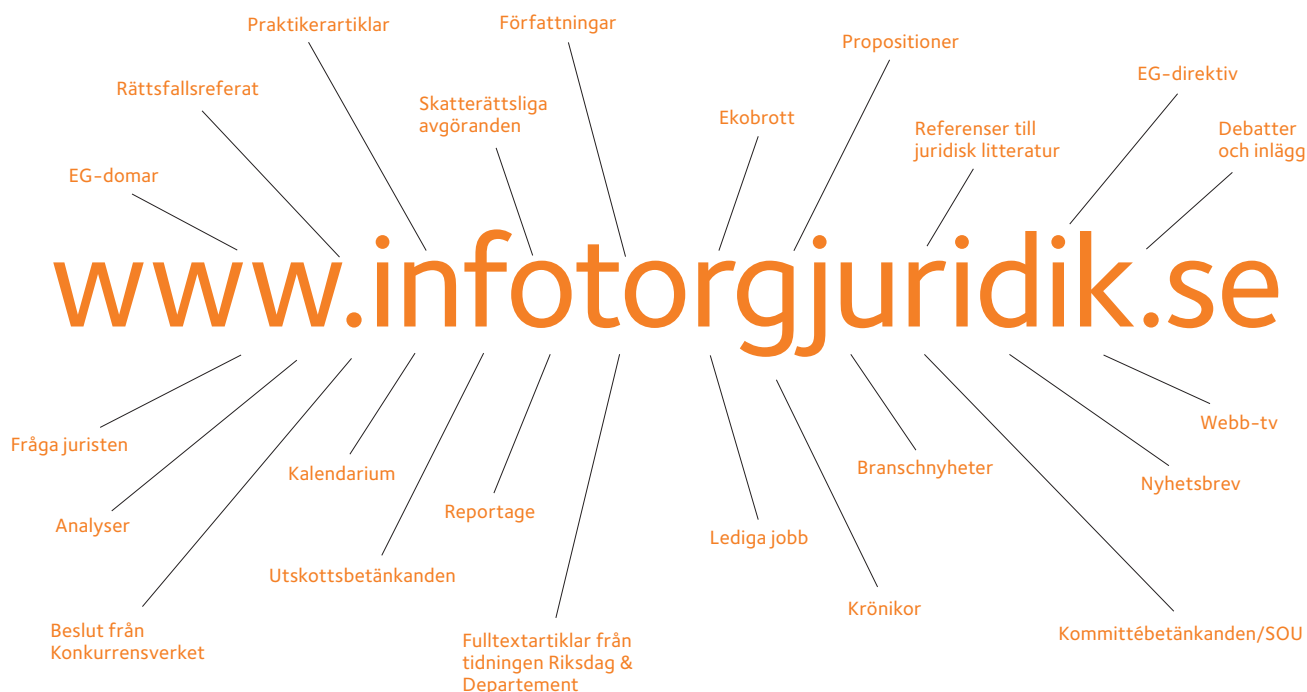 Praktikerartiklar
Författningar
Propositioner
EG-direktiv
Rättsfallsreferat
Skatterättsliga
avgöranden
Ekobrott
Referenser till
juridisk litteratur
Debatter
och inlägg
EG-domar
www.infotorgjuridik.se
Fråga juristen
Kalendarium
Branschnyheter
Webb-tv
Analyser
Reportage
Nyhetsbrev
Lediga jobb
Utskottsbetänkanden
Krönikor
Beslut från
Konkurrensverket
Fulltextartiklar från
tidningen Riksdag &
Departement
Kommittébetänkanden/SOU